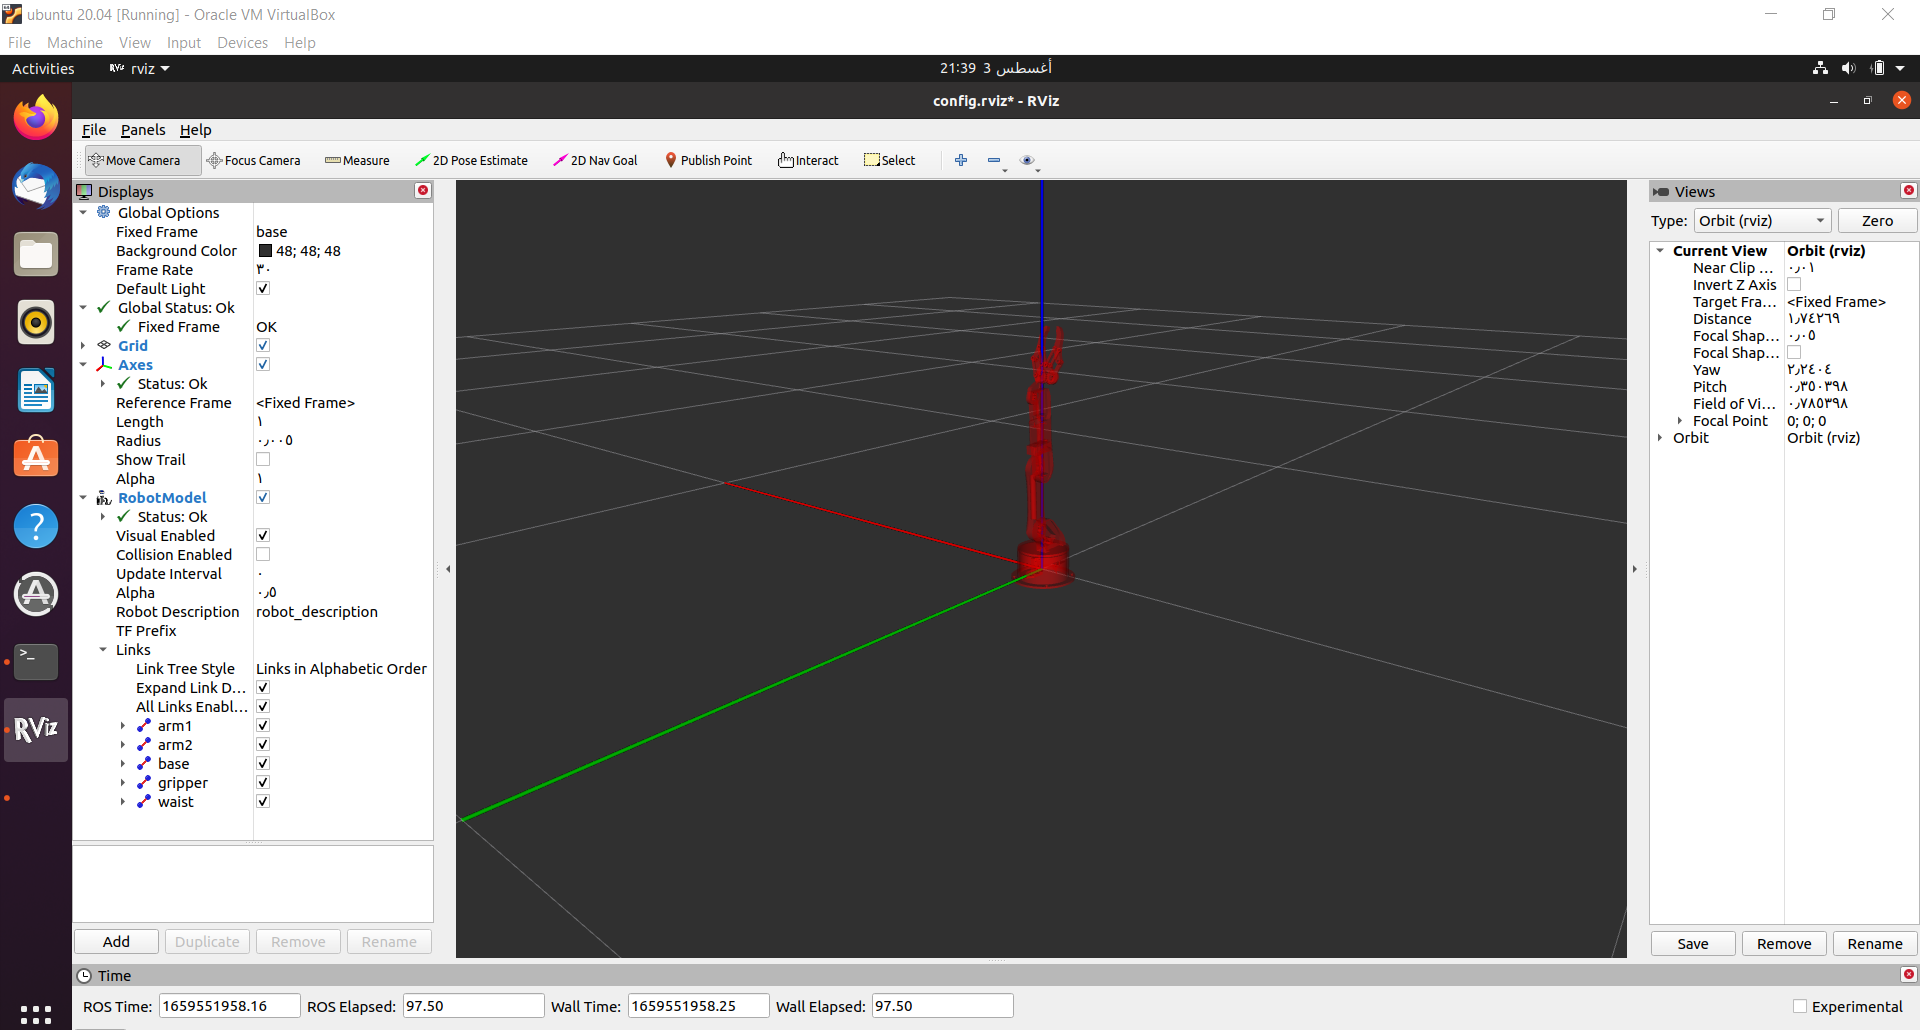 ubuntu 20.04 [Running] - Oracle VM VirtualBox
File Machine View Input Devices Help
Activities RViz rviz 21:39 3 أغسطس
config.rviz* - RViz
File Panels Help
Move Camera Focus Camera Measure 2D Pose Estimate 2D Nav Goal Publish Point Interact Select
Displays
Global Options
Fixed Frame base
Background Color 48; 48; 48
Frame Rate ٣٠
Default Light
Global Status: Ok
Fixed Frame OK
Grid
Axes
Status: Ok
Reference Frame <Fixed Frame>
Length ١
Radius ٠٫٠٠٥
Show Trail
Alpha ١
RobotModel
Status: Ok
Visual Enabled
Collision Enabled
Update Interval ٠
Alpha ٠٫٥
Robot Description robot_description
TF Prefix
Links
Link Tree Style Links in Alphabetic Order
Expand Link D...
All Links Enabl...
arm1
arm2
base
gripper
waist
Add Duplicate Remove Rename
Views
Type: Orbit (rviz) Zero
Current View Orbit (rviz)
Near Clip ... ٠٫٠١
Invert Z Axis
Target Fra... <Fixed Frame>
Distance ١٫٧٤٢٦٩
Focal Shap... ٠٫٠٥
Focal Shap...
Yaw ٢٫٢٤٠٤
Pitch ٠٫٣٥٠٣٩٨
Field of Vi... ٠٫٧٨٥٣٩٨
Focal Point 0; 0; 0
Orbit Orbit (rviz)
Save Remove Rename
Time
ROS Time: 1659551958.16 ROS Elapsed: 97.50 Wall Time: 1659551958.25 Wall Elapsed: 97.50 Experimental